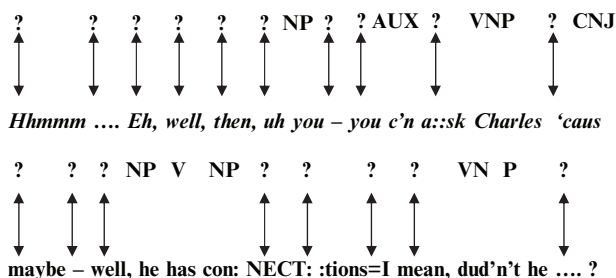 ? ? ? ? ? ? NP ? ? AUX ? VNP ? CNJ
Hhmmm .... Eh, well, then, uh you – you c'n a::sk Charles ‘caus
? ? ? NP V NP ? ? ? ? VN P ?
maybe – well, he has con: NECT: :tions=I mean, dud'n't he .... ?